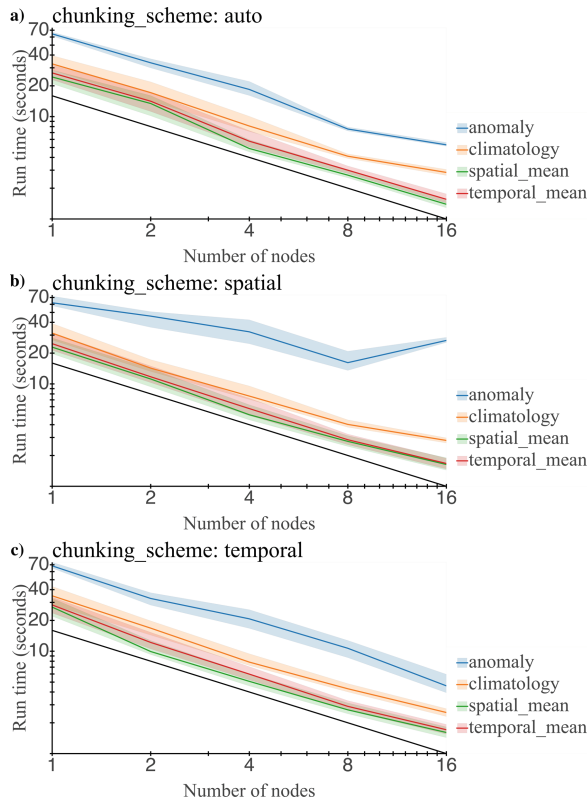 a) chunking_scheme: auto
70
40
20
10
Run time (seconds)
1 2 4 8 16
Number of nodes
anomaly
climatology
spatial_mean
temporal_mean
b) chunking_scheme: spatial
70
40
20
10
Run time (seconds)
1 2 4 8 16
Number of nodes
anomaly
climatology
spatial_mean
temporal_mean
c) chunking_scheme: temporal
70
40
20
10
Run time (seconds)
1 2 4 8 16
Number of nodes
anomaly
climatology
spatial_mean
temporal_mean